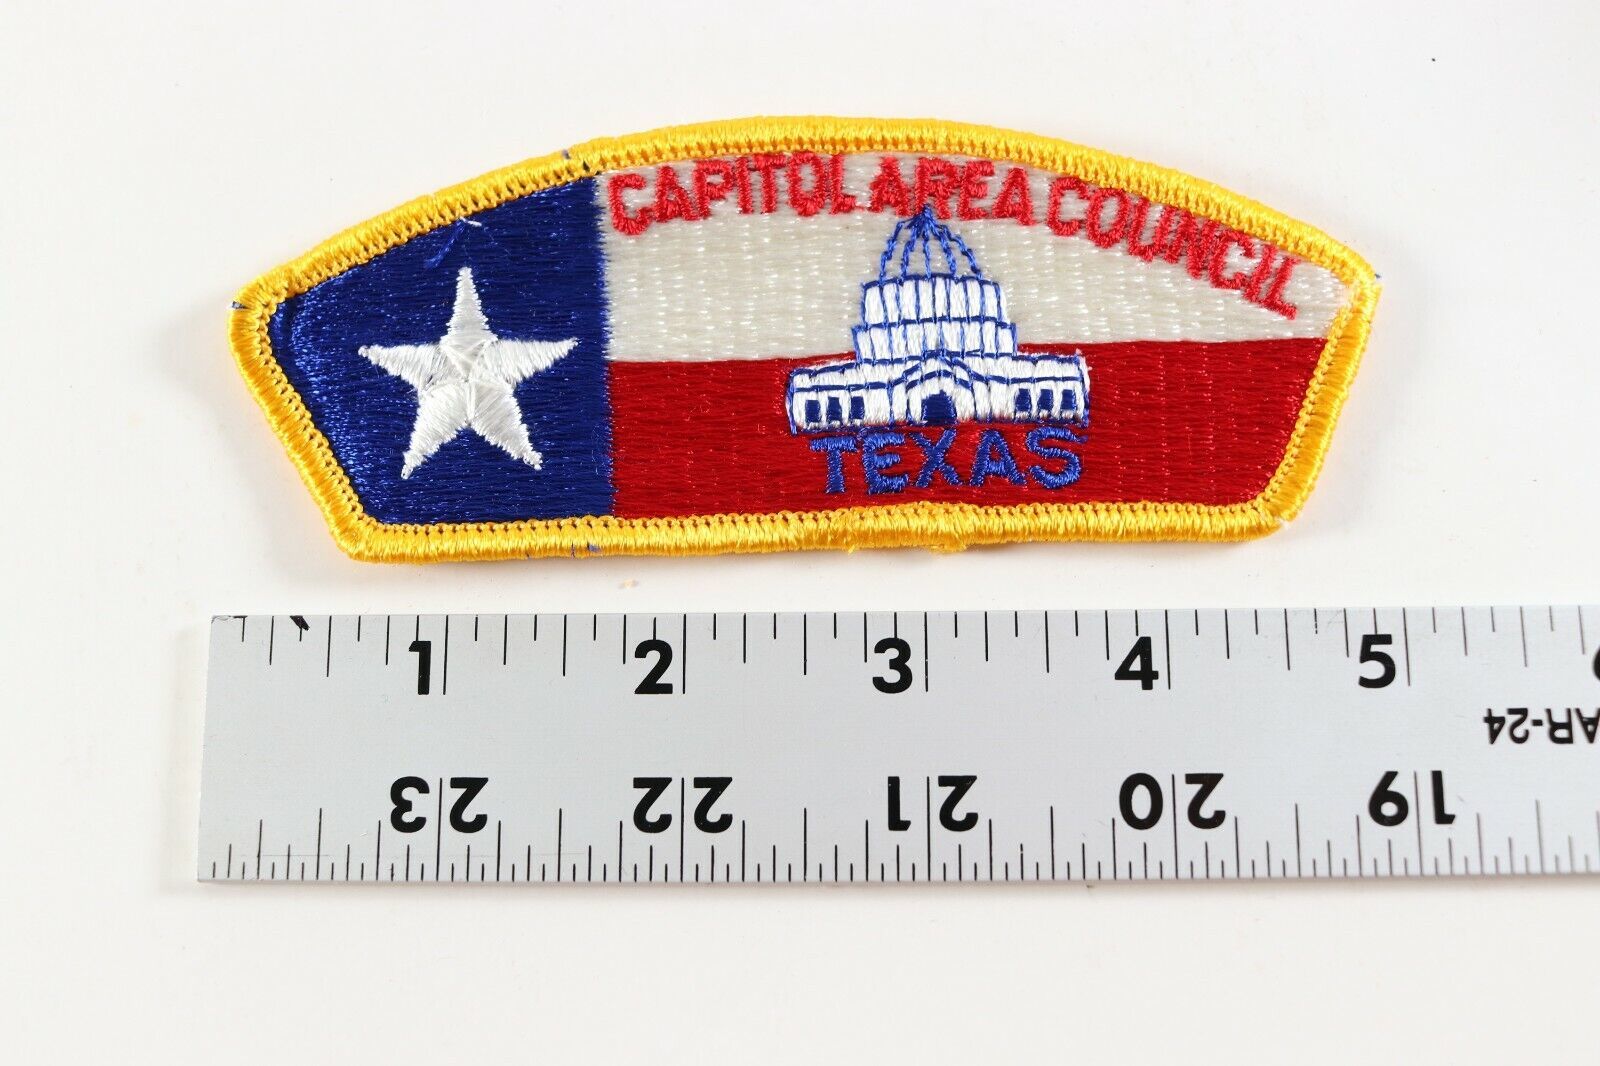 CAPITOL AREA COUNCIL
TEXAS
1 2 3 4 5
AR-24
23 22 21 20 19